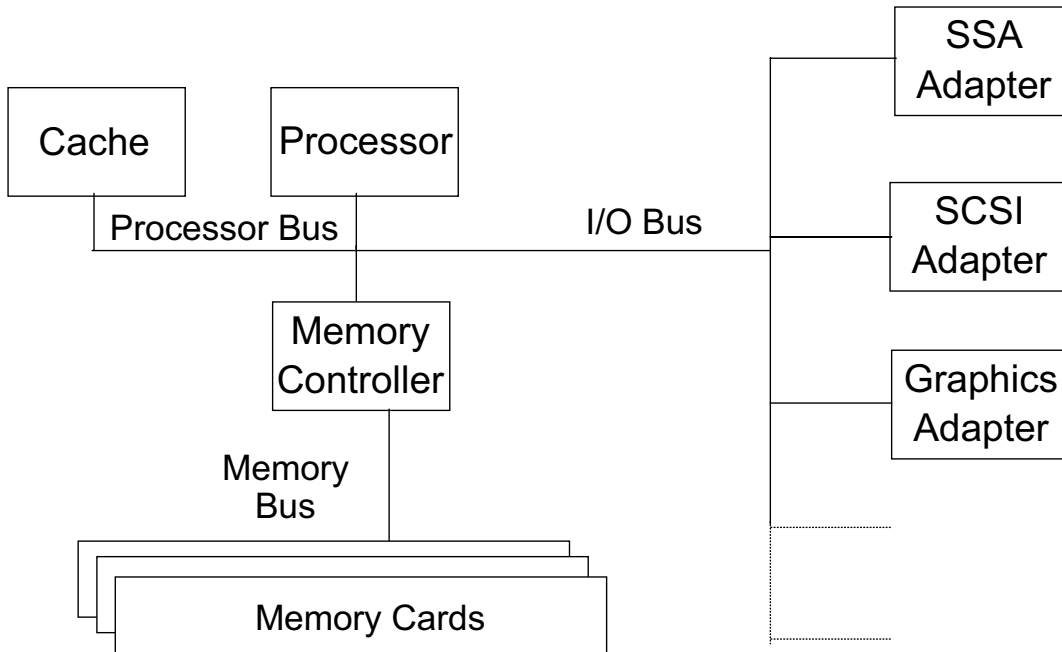 SSA
Adapter
Cache
Processor
Processor Bus
I/O Bus
SCSI
Adapter
Memory
Controller
Graphics
Adapter
Memory
Bus
Memory Cards